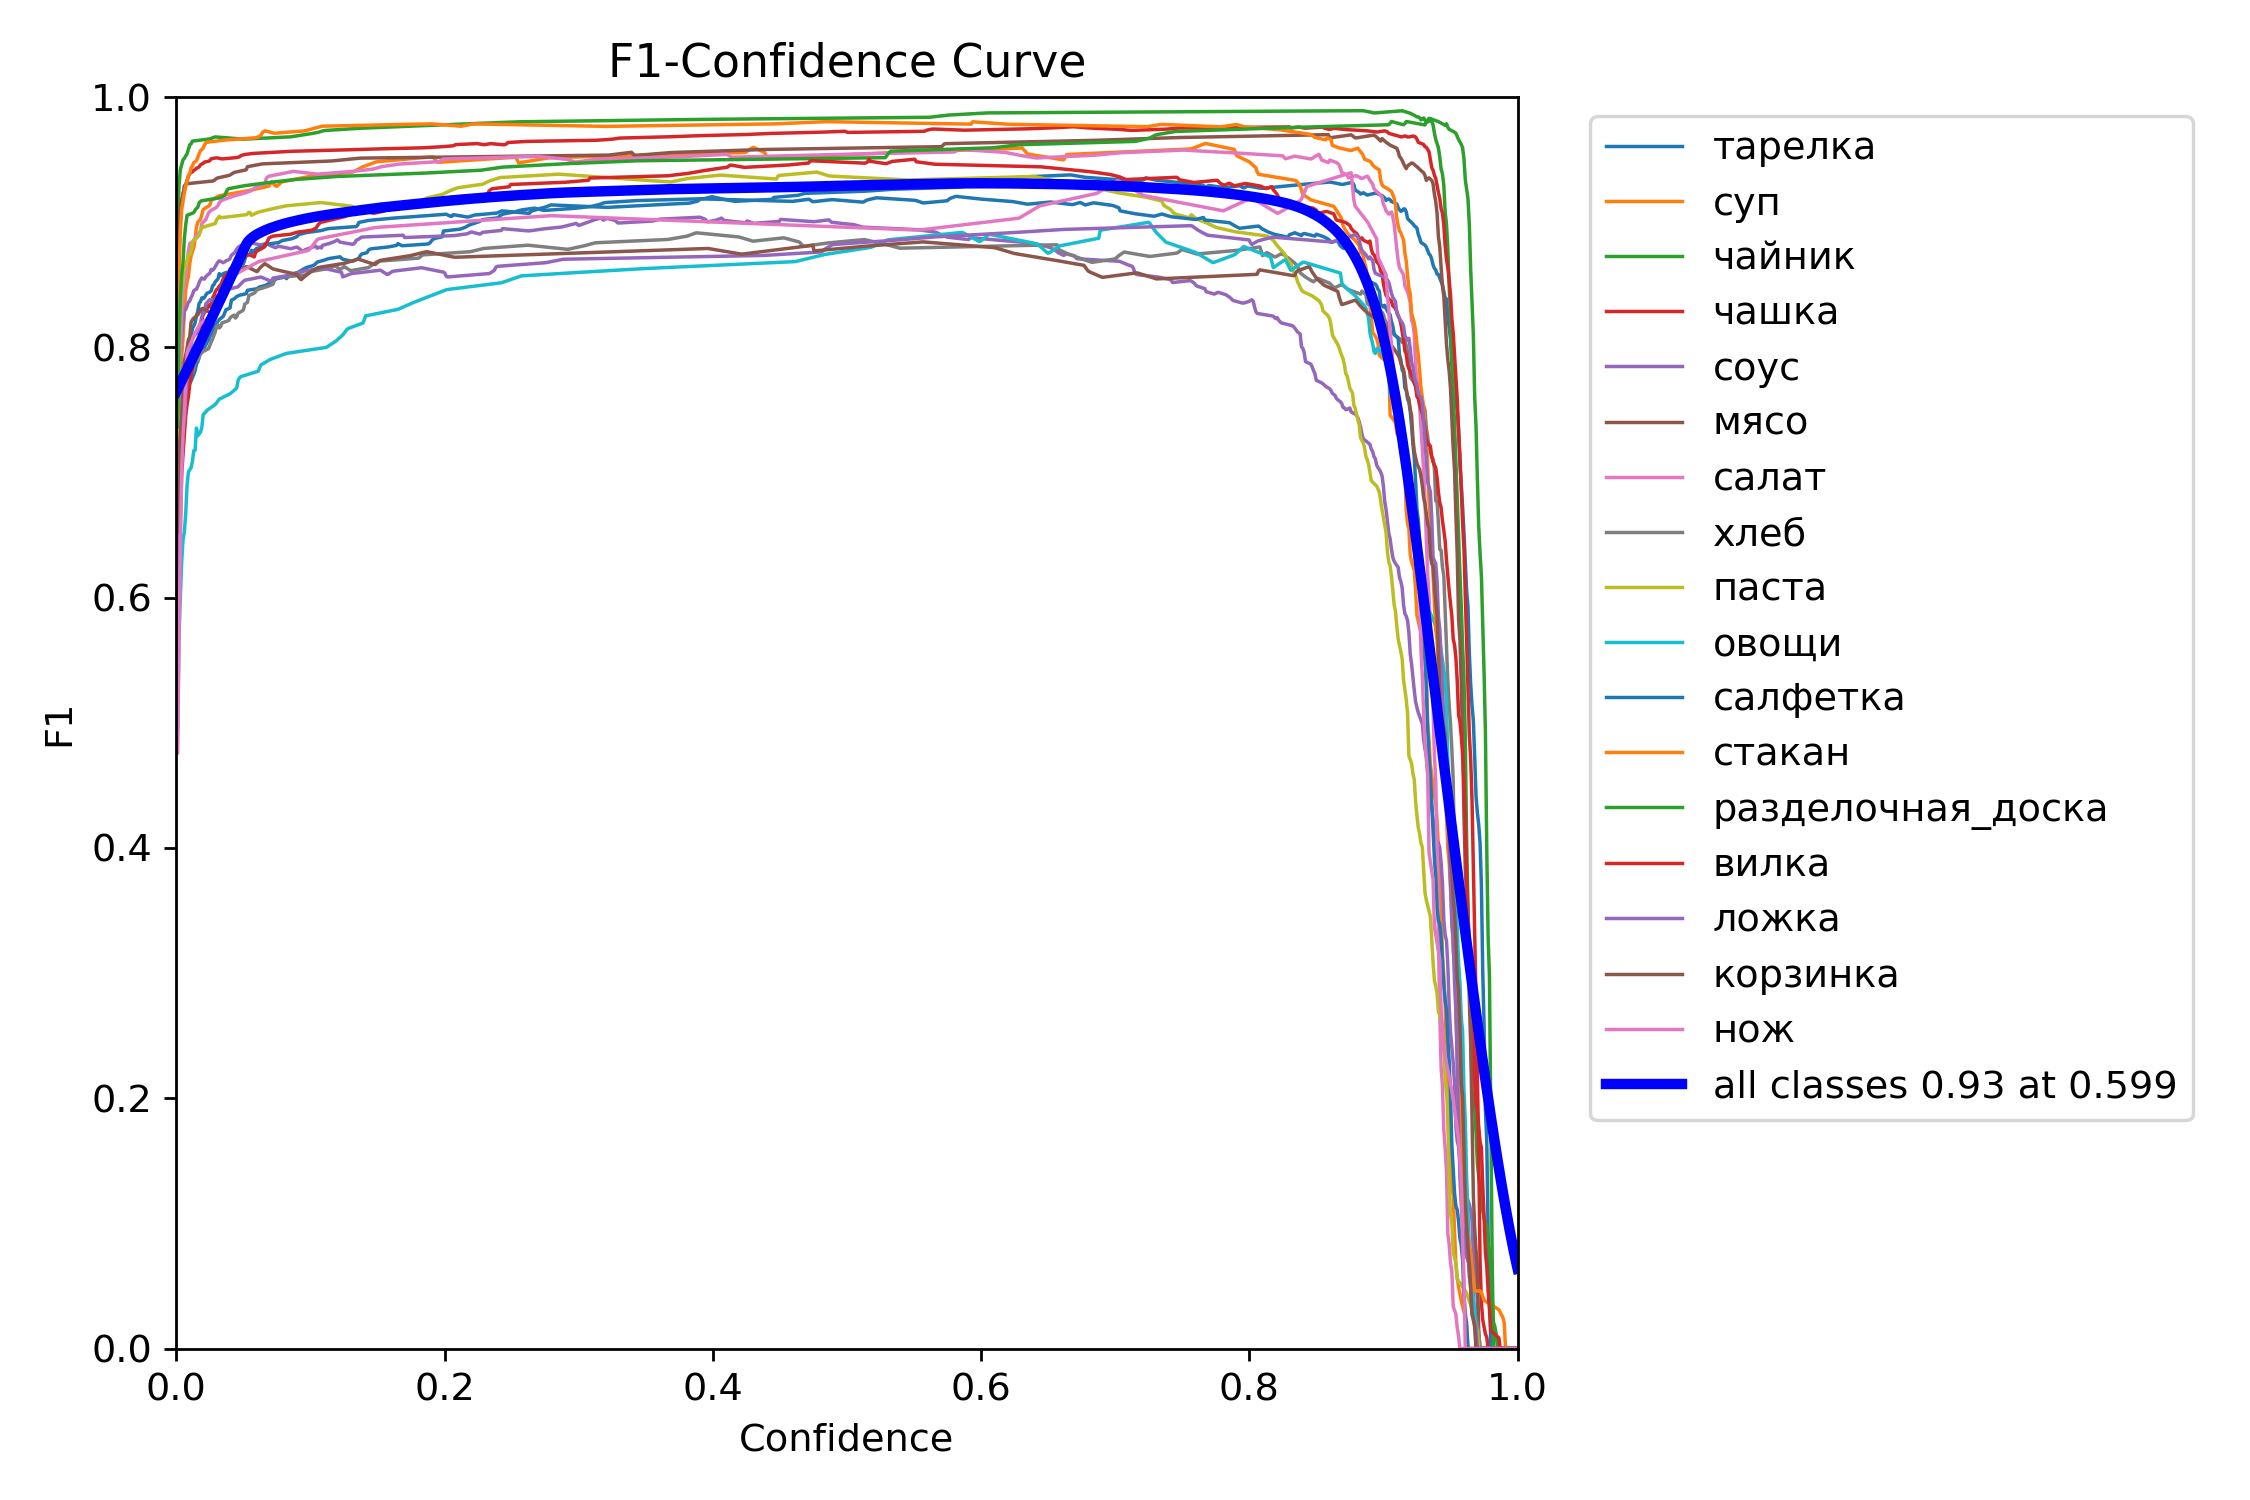 F1-Confidence Curve
1.0
0.8
0.6
0.4
0.2
0.0
F1
0.0 0.2 0.4 0.6 0.8 1.0
Confidence
тарелка
суп
чайник
чашка
соус
мясо
салат
хлеб
паста
овощи
салфетка
стакан
разделочная_доска
вилка
ложка
корзинка
нож
all classes 0.93 at 0.599